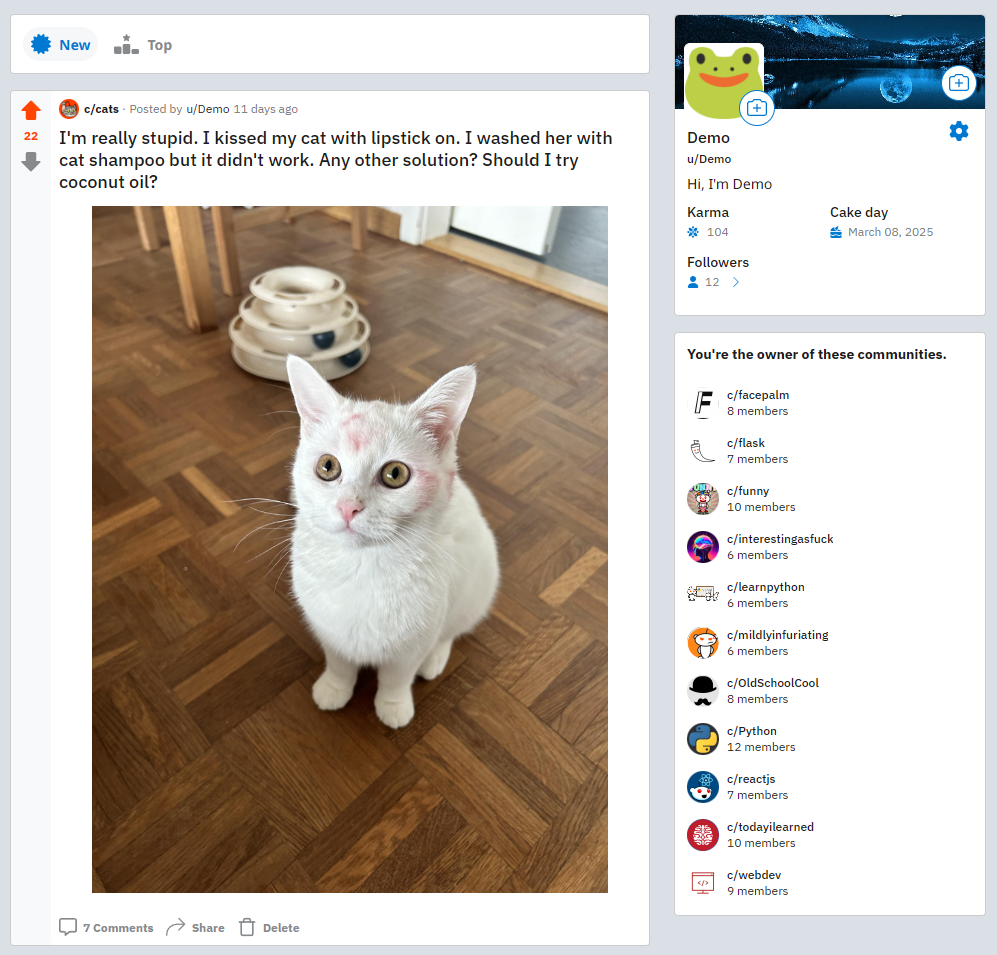 New
Top
c/cats · Posted by u/Demo 11 days ago
22
I'm really stupid. I kissed my cat with lipstick on. I washed her with
cat shampoo but it didn't work. Any other solution? Should I try
coconut oil?
7 Comments
Share
Delete
Demo
u/Demo
Hi, I'm Demo
Karma
104
Cake day
March 08, 2025
Followers
12
You're the owner of these communities.
c/facepalm
8 members
c/flask
7 members
c/funny
10 members
c/interestingasfuck
6 members
c/learnpython
6 members
c/mildlyinfuriating
6 members
c/OldSchoolCool
8 members
c/Python
12 members
c/reactjs
7 members
c/todayilearned
10 members
c/webdev
9 members